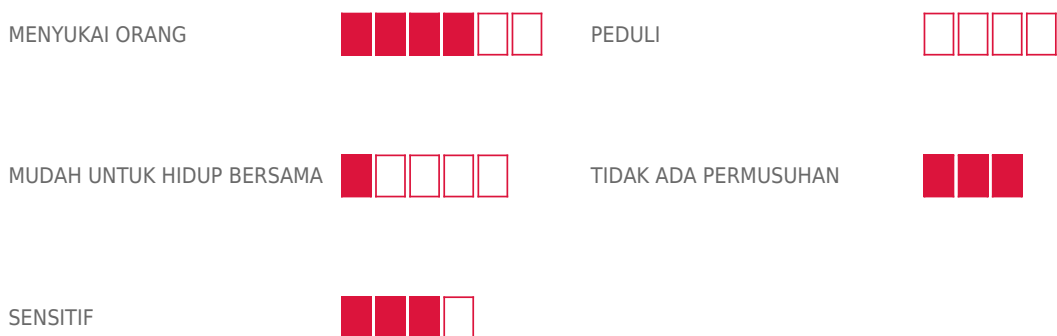 MENYUKAI ORANG
PEDULI
MUDAH UNTUK HIDUP BERSAMA
TIDAK ADA PERMUSUHAN
SENSITIF